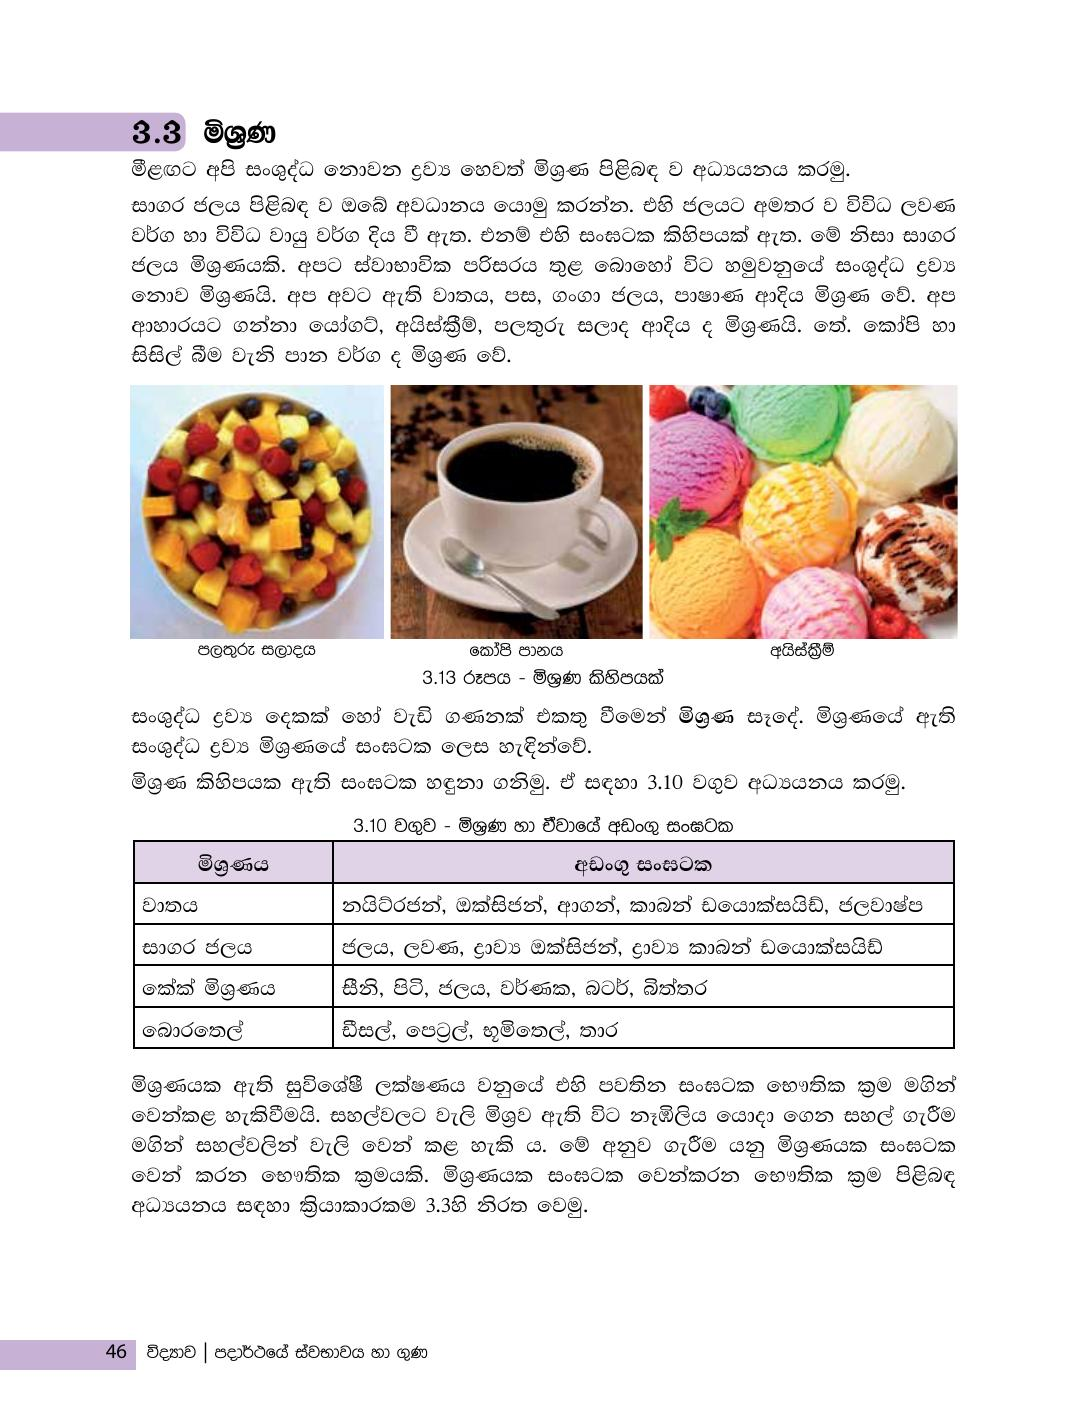 3.3 මිශ්‍රණ
මීළඟට අපි සංශුද්ධ නොවන ද්‍රව්‍ය හෙවත් මිශ්‍රණ පිළිබඳ ව අධ්‍යයනය කරමු.
සාගර ජලය පිළිබඳ ව ඔබේ අවධානය යොමු කරන්න. එහි ජලයට අමතර ව විවිධ ලවණ
වර්ග හා විවිධ වායු වර්ග දිය වී ඇත. එනම් එහි සංඝටක කිහිපයක් ඇත. මේ නිසා සාගර
ජලය මිශ්‍රණයකි. අපට ස්වාභාවික පරිසරය තුළ බොහෝ විට හමුවනුයේ සංශුද්ධ ද්‍රව්‍ය
නොව මිශ්‍රණයි. අප අවට ඇති වාතය, පස, ගංගා ජලය, පාෂාණ ආදිය මිශ්‍රණ වේ. අප
ආහාරයට ගන්නා යෝගට්, අයිස්ක්‍රීම්, පලතුරු සලාද ආදිය ද මිශ්‍රණයි. තේ. කෝපි හා
සිසිල් බීම වැනි පාන වර්ග ද මිශ්‍රණ වේ.
පලතුරු සලාදය
කෝපි පානය
අයිස්ක්‍රීම්
3.13 රූපය - මිශ්‍රණ කිහිපයක්
සංශුද්ධ ද්‍රව්‍ය දෙකක් හෝ වැඩි ගණනක් එකතු වීමෙන් මිශ්‍රණ සෑදේ. මිශ්‍රණයේ ඇති
සංශුද්ධ ද්‍රව්‍ය මිශ්‍රණයේ සංඝටක ලෙස හැඳින්වේ.
මිශ්‍රණ කිහිපයක ඇති සංඝටක හඳුනා ගනිමු. ඒ සඳහා 3.10 වගුව අධ්‍යයනය කරමු.
3.10 වගුව - මිශ්‍රණ හා ඒවායේ අඩංගු සංඝටක
මිශ්‍රණය අඩංගු සංඝටක
වාතය නයිට්රජන්, ඔක්සිජන්, ආගන්, කාබන් ඩයොක්සයිඩ්, ජලවාෂ්ප
සාගර ජලය ජලය, ලවණ, ද්‍රාව්‍ය ඔක්සිජන්, ද්‍රාව්‍ය කාබන් ඩයොක්සයිඩ්
කේක් මිශ්‍රණය සීනි, පිටි, ජලය, වර්ණක, බටර්, බිත්තර
බොරතෙල් ඩීසල්, පෙට්‍රල්, භූමිතෙල්, තාර
මිශ්‍රණයක ඇති සුවිශේෂී ලක්ෂණය වනුයේ එහි පවතින සංඝටක භෞතික ක්‍රම මගින්
වෙන්කළ හැකිවීමයි. සහල්වලට වැලි මිශ්‍රව ඇති විට නෑඹිලිය යොදා ගෙන සහල් ගැරීම
මගින් සහල්වලින් වැලි වෙන් කළ හැකි ය. මේ අනුව ගැරීම යනු මිශ්‍රණයක සංඝටක
වෙන් කරන භෞතික ක්‍රමයකි. මිශ්‍රණයක සංඝටක වෙන්කරන භෞතික ක්‍රම පිළිබඳ
අධ්‍යයනය සඳහා ක්‍රියාකාරකම 3.3හි නිරත වෙමු.
46 විද්‍යාව | පදාර්ථයේ ස්වභාවය හා ගුණ